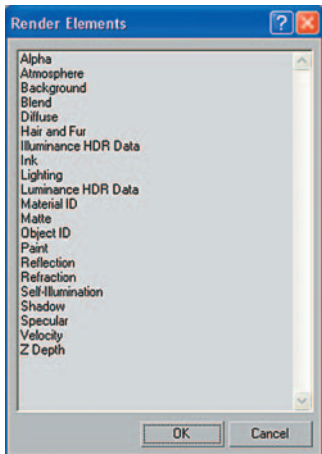 Render Elements
Alpha
Atmosphere
Background
Blend
Diffuse
Hair and Fur
Illuminance HDR Data
Ink
Lighting
Luminance HDR Data
Material ID
Matte
Object ID
Paint
Reflection
Refraction
Self-Illumination
Shadow
Specular
Velocity
Z Depth
OK Cancel